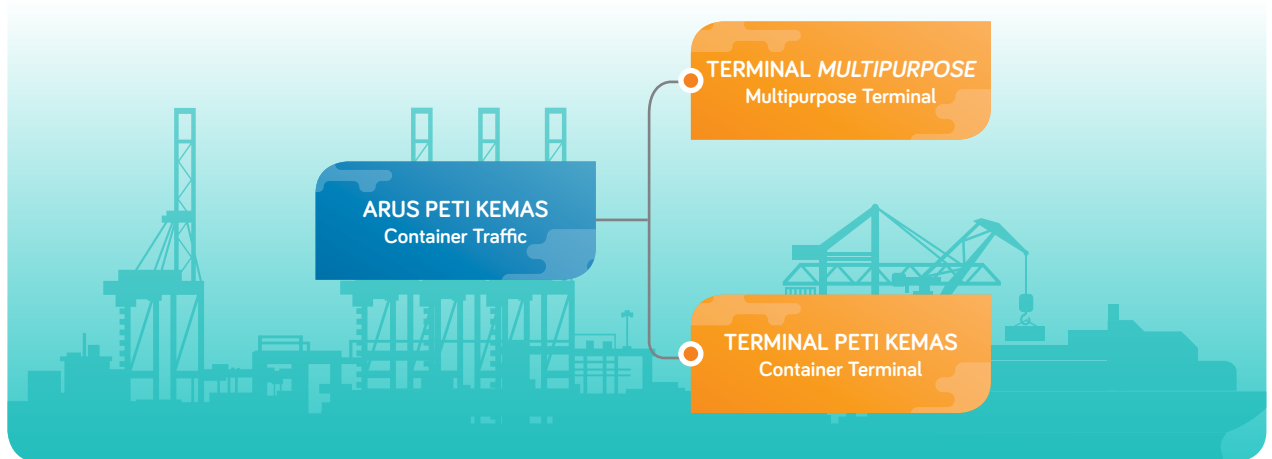 TERMINAL MULTIPURPOSE
Multipurpose Terminal
ARUS PETI KEMAS
Container Traffic
TERMINAL PETI KEMAS
Container Terminal